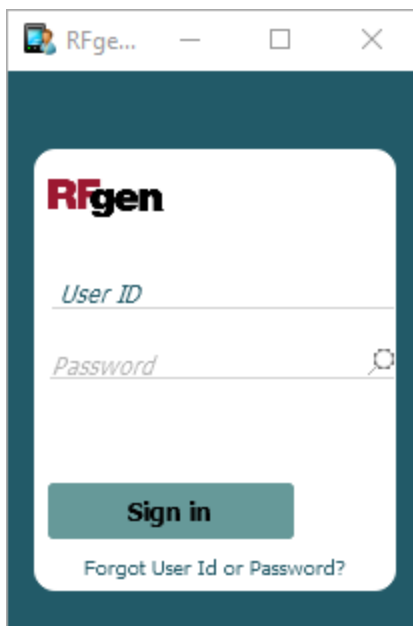 RFge...
RFgen
User ID
Password
Sign in
Forgot User Id or Password?